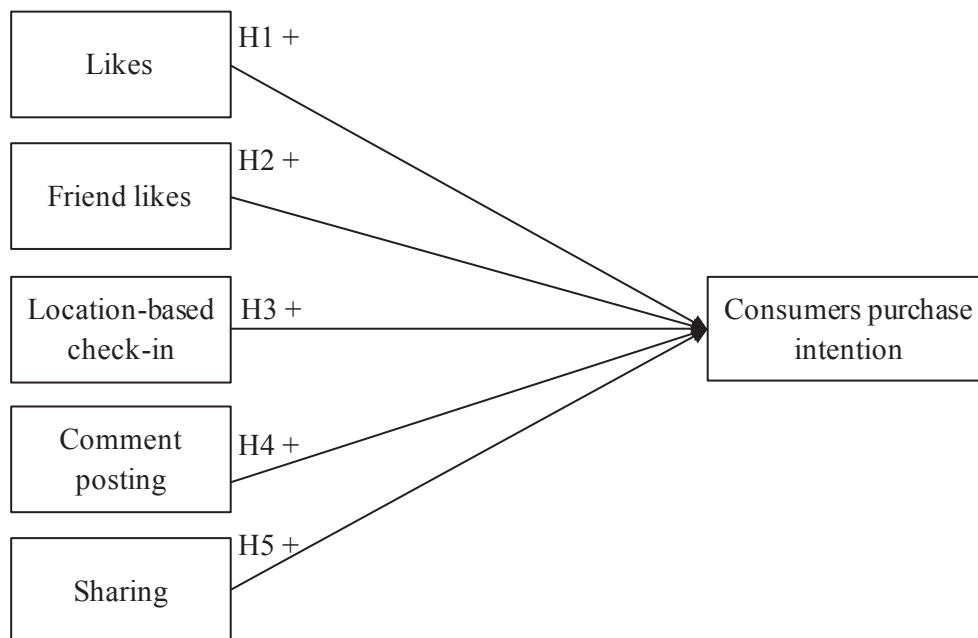 H1 +
Likes
H2 +
Friend likes
H3 +
Location-based
check-in
Consumers purchase
intention
H4 +
Comment
posting
H5 +
Sharing